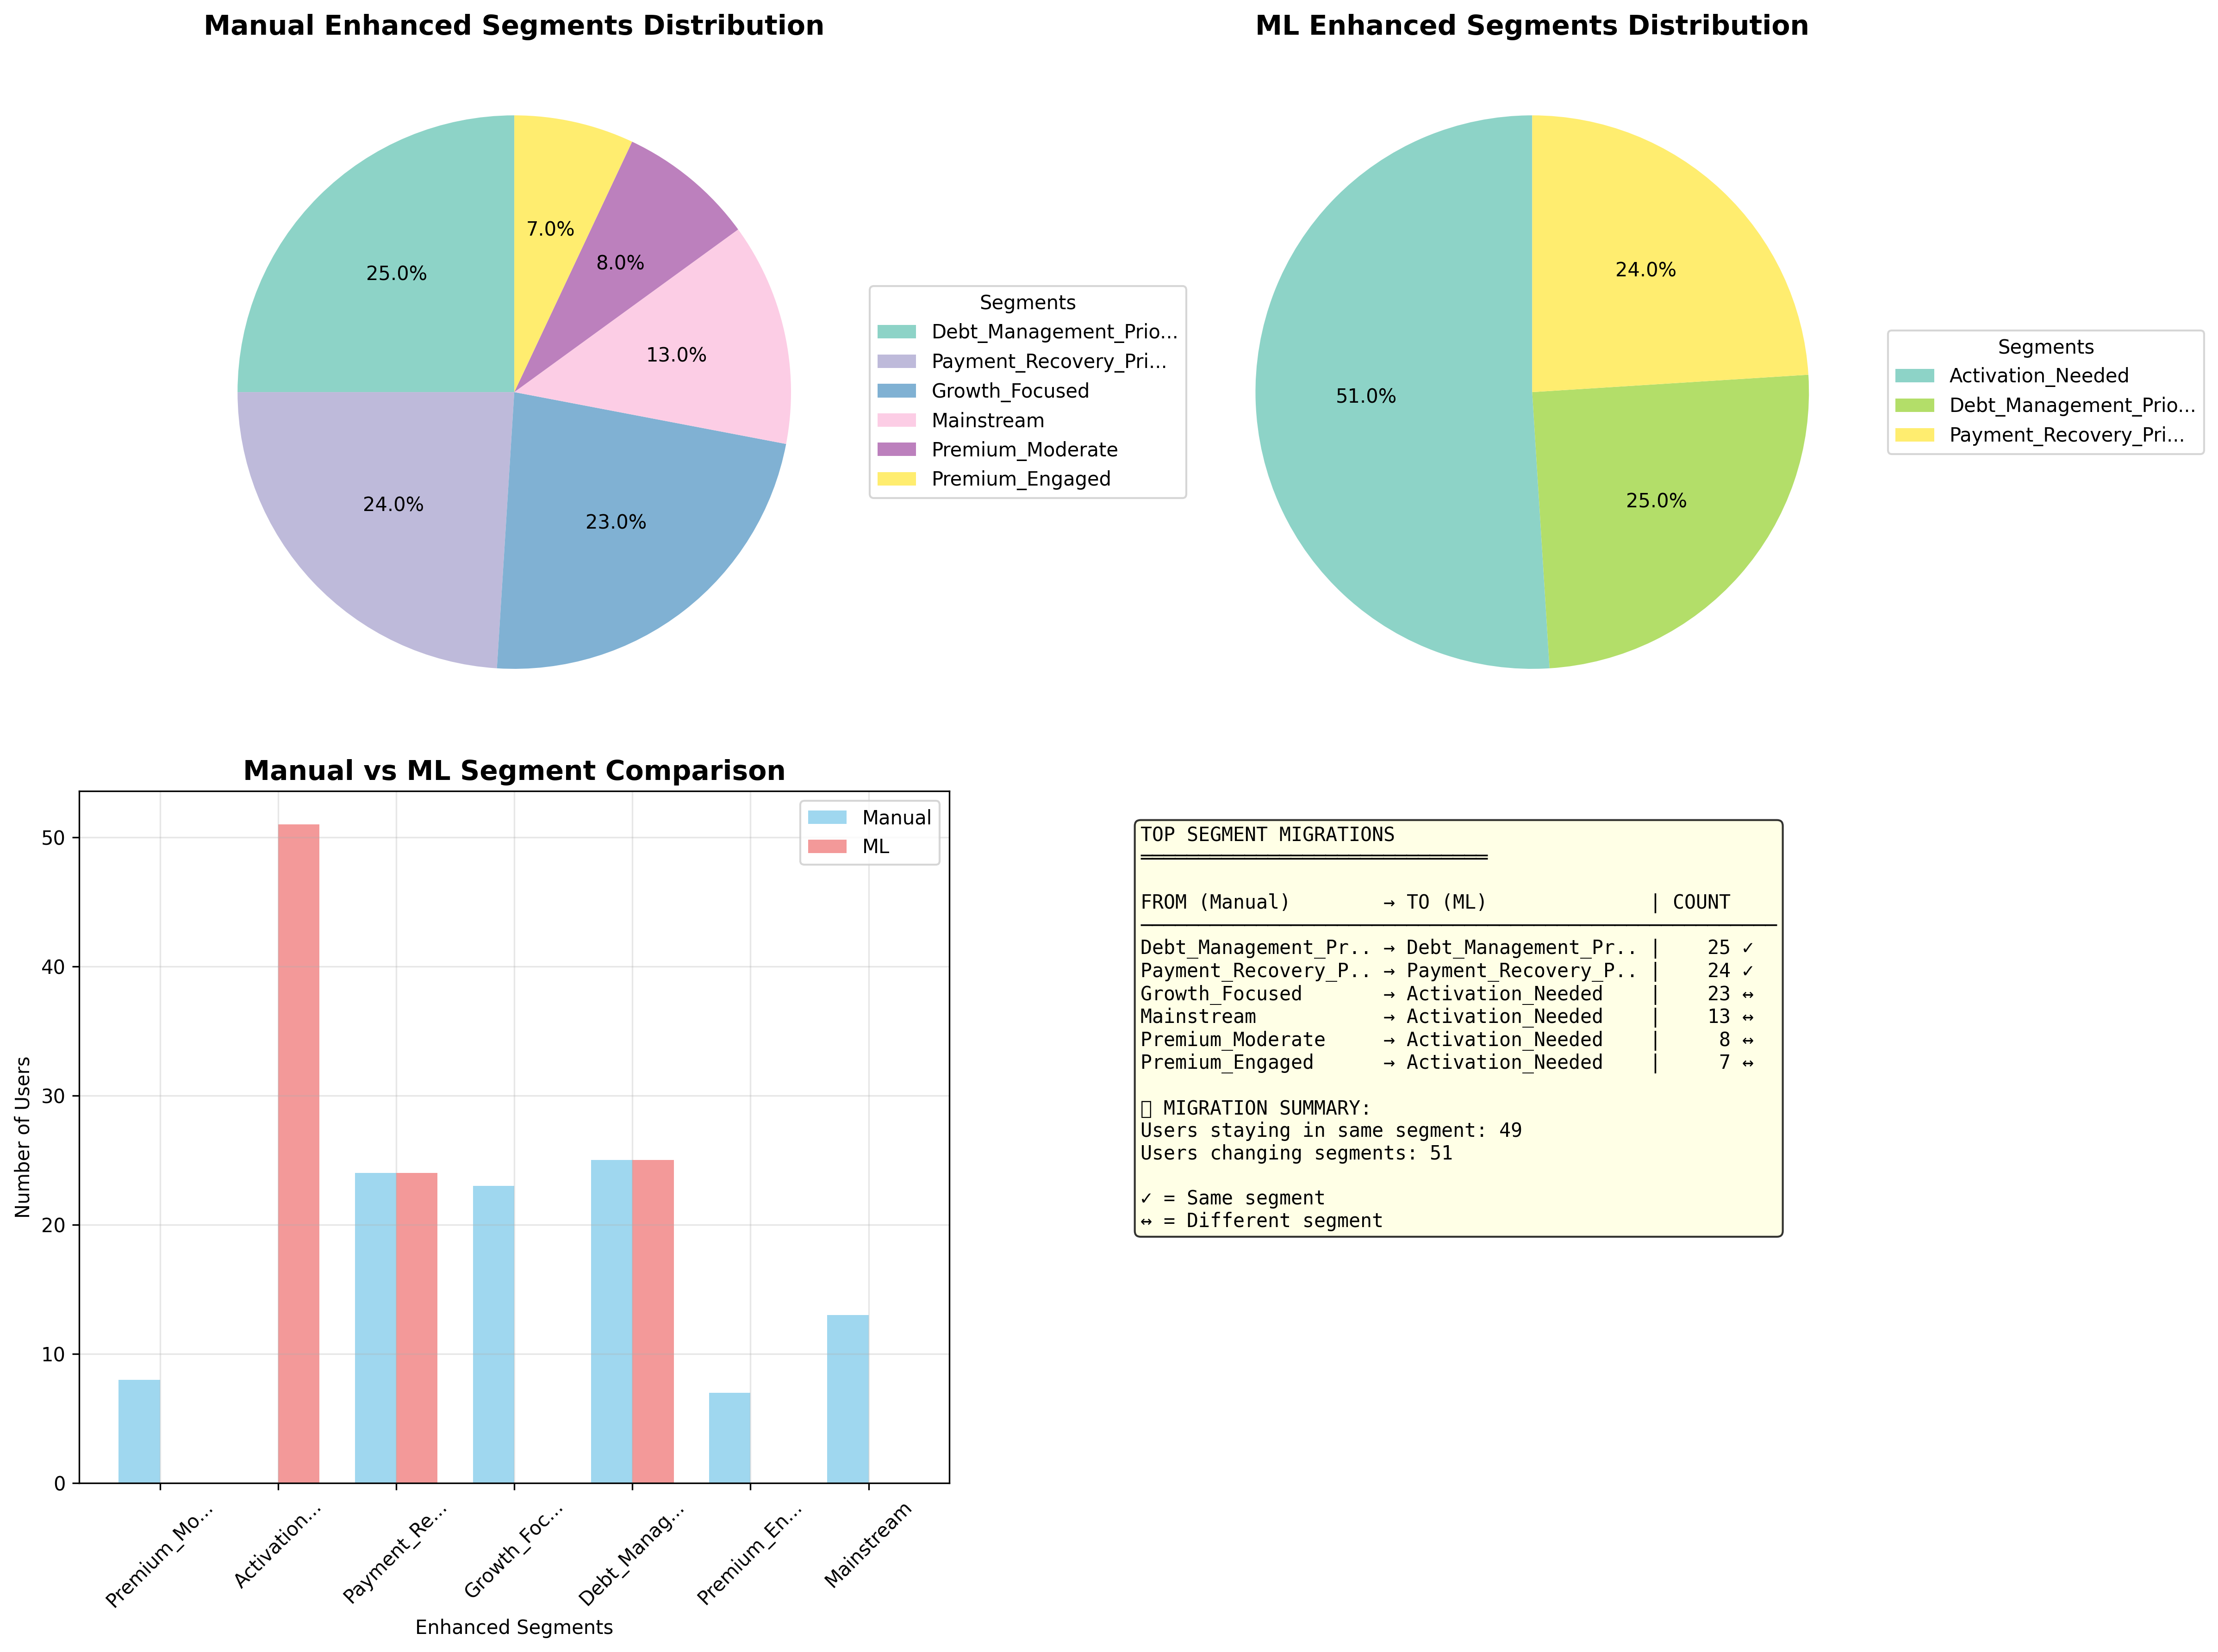 Manual Enhanced Segments Distribution
25.0%
24.0%
23.0%
13.0%
8.0%
7.0%
Segments
Debt_Management_Prio...
Payment_Recovery_Pri...
Growth_Focused
Mainstream
Premium_Moderate
Premium_Engaged
ML Enhanced Segments Distribution
51.0%
25.0%
24.0%
Segments
Activation_Needed
Debt_Management_Prio...
Payment_Recovery_Pri...
Manual vs ML Segment Comparison
Manual
ML
Number of Users
50
40
30
20
10
0
Premium_Mo...
Activation...
Payment_Re...
Growth_Foc...
Debt_Manag...
Premium_En...
Mainstream
Enhanced Segments
TOP SEGMENT MIGRATIONS
FROM (Manual) → TO (ML) | COUNT
Debt_Management_Pr.. → Debt_Management_Pr.. | 25 ✓
Payment_Recovery_P.. → Payment_Recovery_P.. | 24 ✓
Growth_Focused → Activation_Needed | 23 ↔
Mainstream → Activation_Needed | 13 ↔
Premium_Moderate → Activation_Needed | 8 ↔
Premium_Engaged → Activation_Needed | 7 ↔
MIGRATION SUMMARY:
Users staying in same segment: 49
Users changing segments: 51
✓ = Same segment
↔ = Different segment